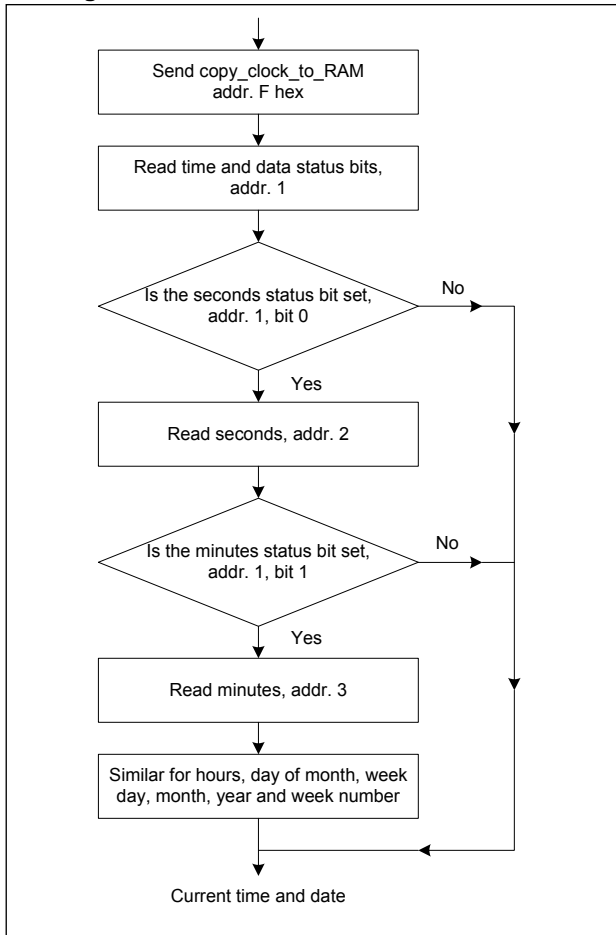 Send copy_clock_to_RAM
addr. F hex
Read time and data status bits,
addr. 1
Is the seconds status bit set,
addr. 1, bit 0
No
Yes
Read seconds, addr. 2
Is the minutes status bit set,
addr. 1, bit 1
No
Yes
Read minutes, addr. 3
Similar for hours, day of month, week
day, month, year and week number
Current time and date